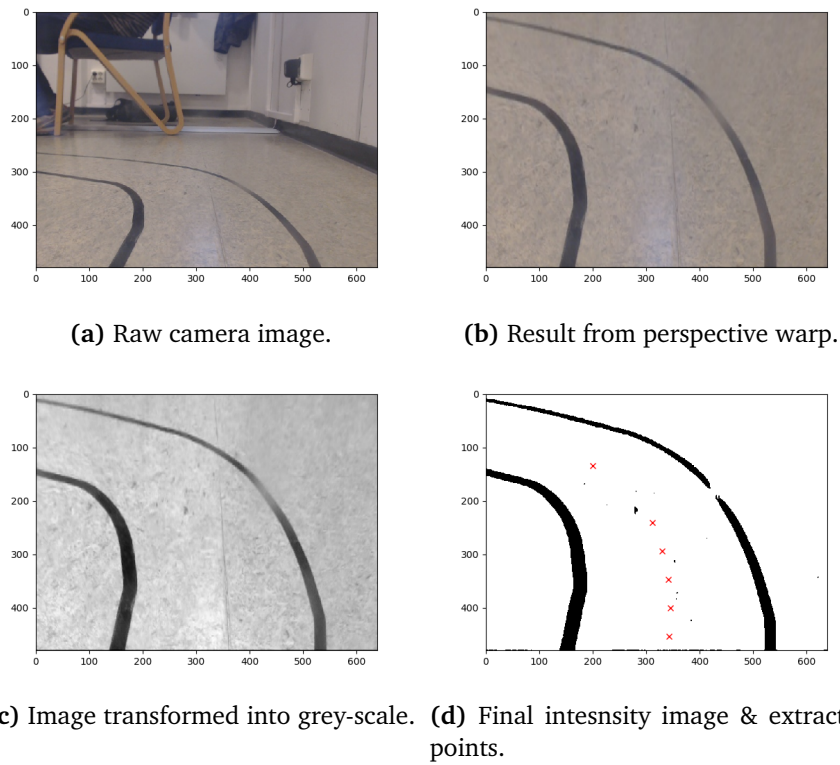 0
100
200
300
400
0 100 200 300 400 500 600
(a) Raw camera image.
0
100
200
300
400
0 100 200 300 400 500 600
(b) Result from perspective warp.
0
100
200
300
400
0 100 200 300 400 500 600
c) Image transformed into grey-scale.
0
100
200
300
400
0 100 200 300 400 500 600
(d) Final intesnsity image & extract
points.